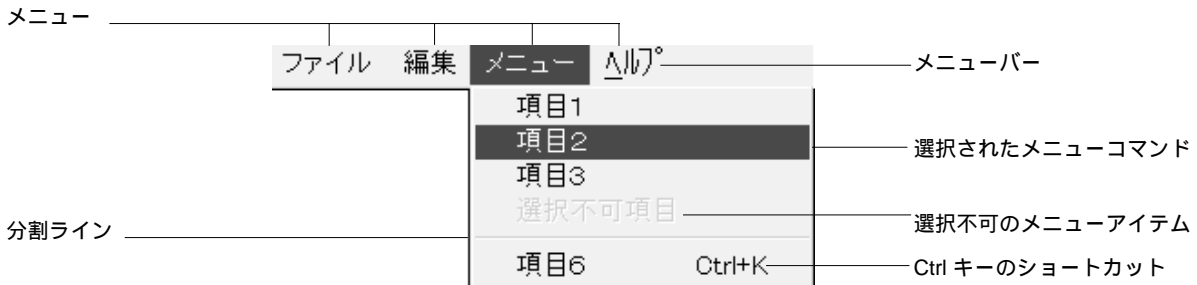 メニュー
ファイル 編集 メニュー ヘルプ
メニューバー
項目1
項目2
選択されたメニューコマンド
項目3
選択不可項目
選択不可のメニューアイテム
分割ライン
項目6 Ctrl+K
Ctrl キーのショートカット